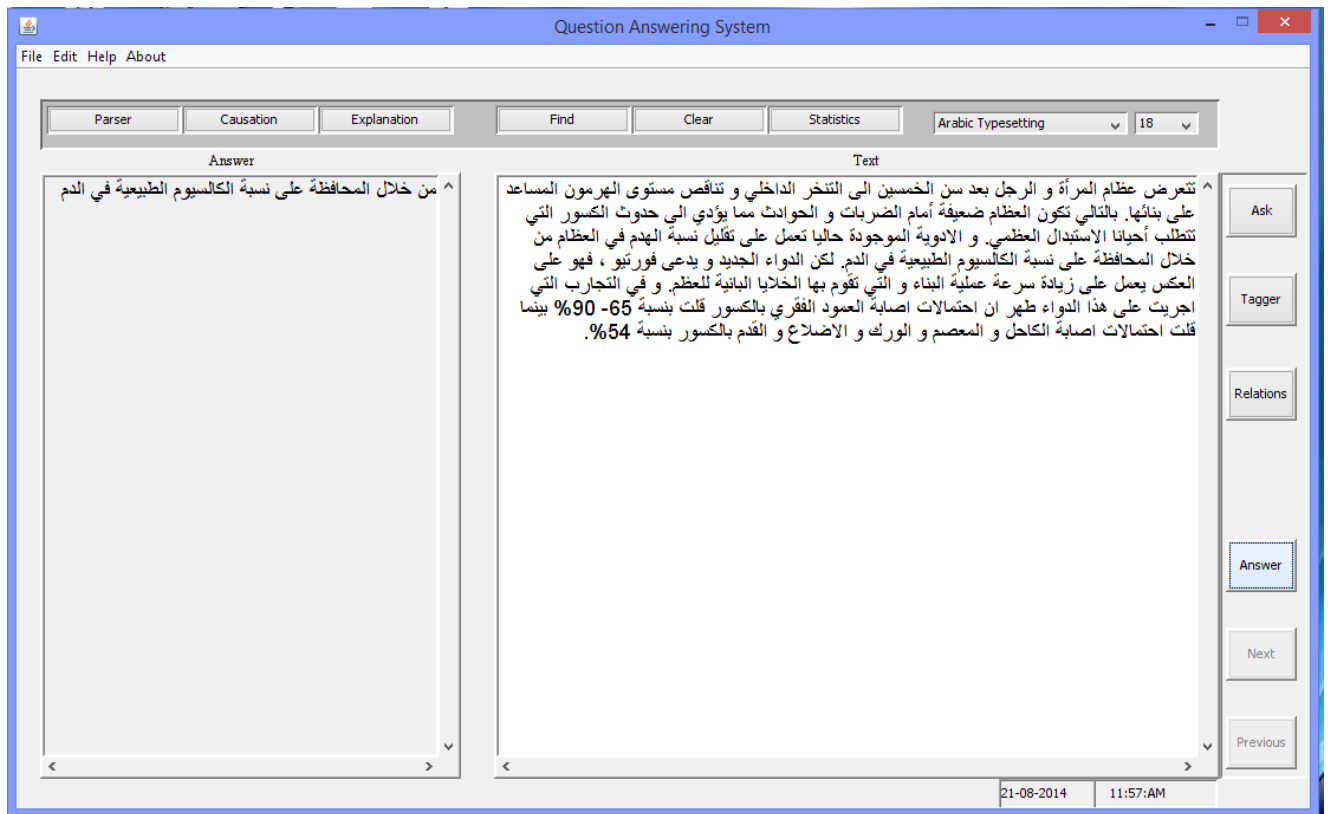 Question Answering System
File Edit Help About
Parser Causation Explanation Find Clear Statistics Arabic Typesetting 18
Answer
من خلال المحافظة على نسبة الكالسيوم الطبيعية في الدم
Text
تتعرض عظام المرأة و الرجل بعد سن الخمسين الى التنخر الداخلي و تناقص مستوى الهرمون المساعد
على بنائها. بالتالي تكون العظام ضعيفة أمام الضربات و الحوادث مما يؤدي الى حدوث الكسور التي
تتطلب أحيانا الاستبدال العظمي. و الادوية الموجودة حاليا تعمل على تقليل نسبة الهدم في العظام من
خلال المحافظة على نسبة الكالسيوم الطبيعية في الدم. لكن الدواء الجديد و يدعى فورتيو ، فهو على
العكس يعمل على زيادة سرعة عملية البناء و التي تقوم بها الخلايا البانية للعظم. و في التجارب التي
اجريت على هذا الدواء طهر ان احتمالات اصابة العمود الفقري بالكسور قلت بنسبة 65- 90% بينما
قلت احتمالات اصابة الكاحل و المعصم و الورك و الاضلاع و القدم بالكسور بنسبة 54%.
Ask
Tagger
Relations
Answer
Next
Previous
21-08-2014 11:57:AM